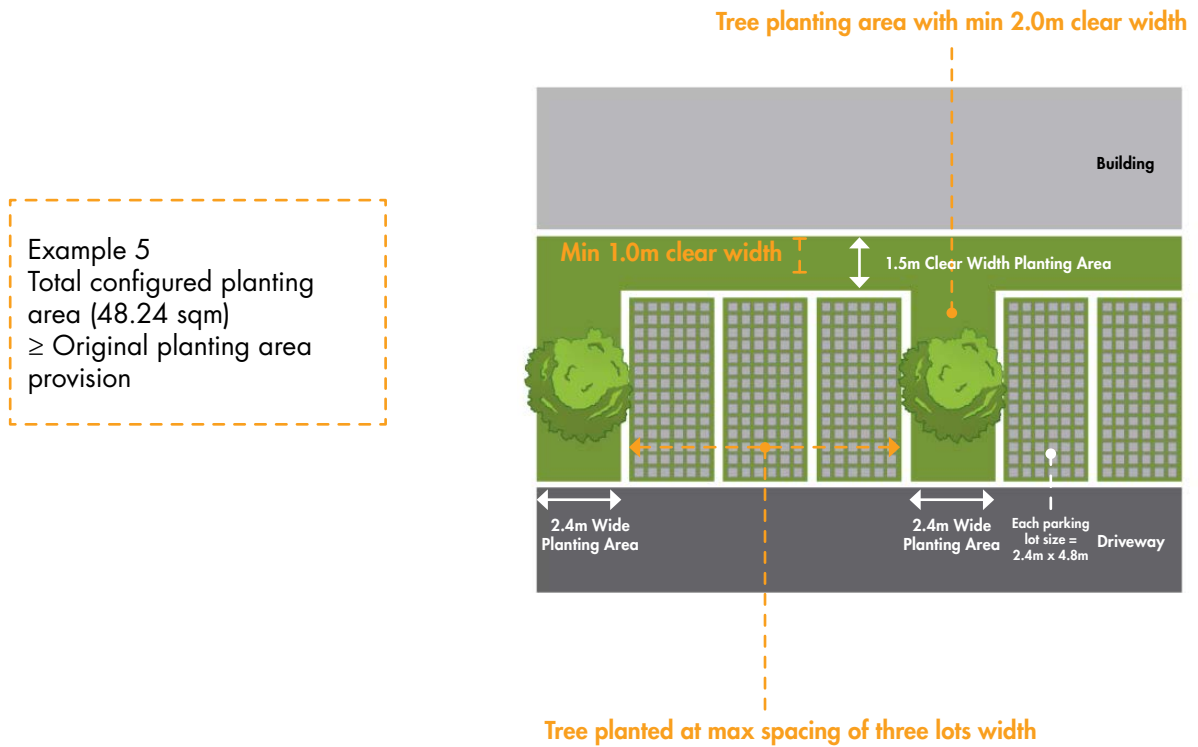 Tree planting area with min 2.0m clear width
Building
Example 5
Total configured planting
area (48.24 sqm)
≥ Original planting area
provision
Min 1.0m clear width
1.5m Clear Width Planting Area
2.4m Wide
Planting Area
2.4m Wide
Planting Area
Each parking
lot size =
2.4m x 4.8m
Driveway
Tree planted at max spacing of three lots width